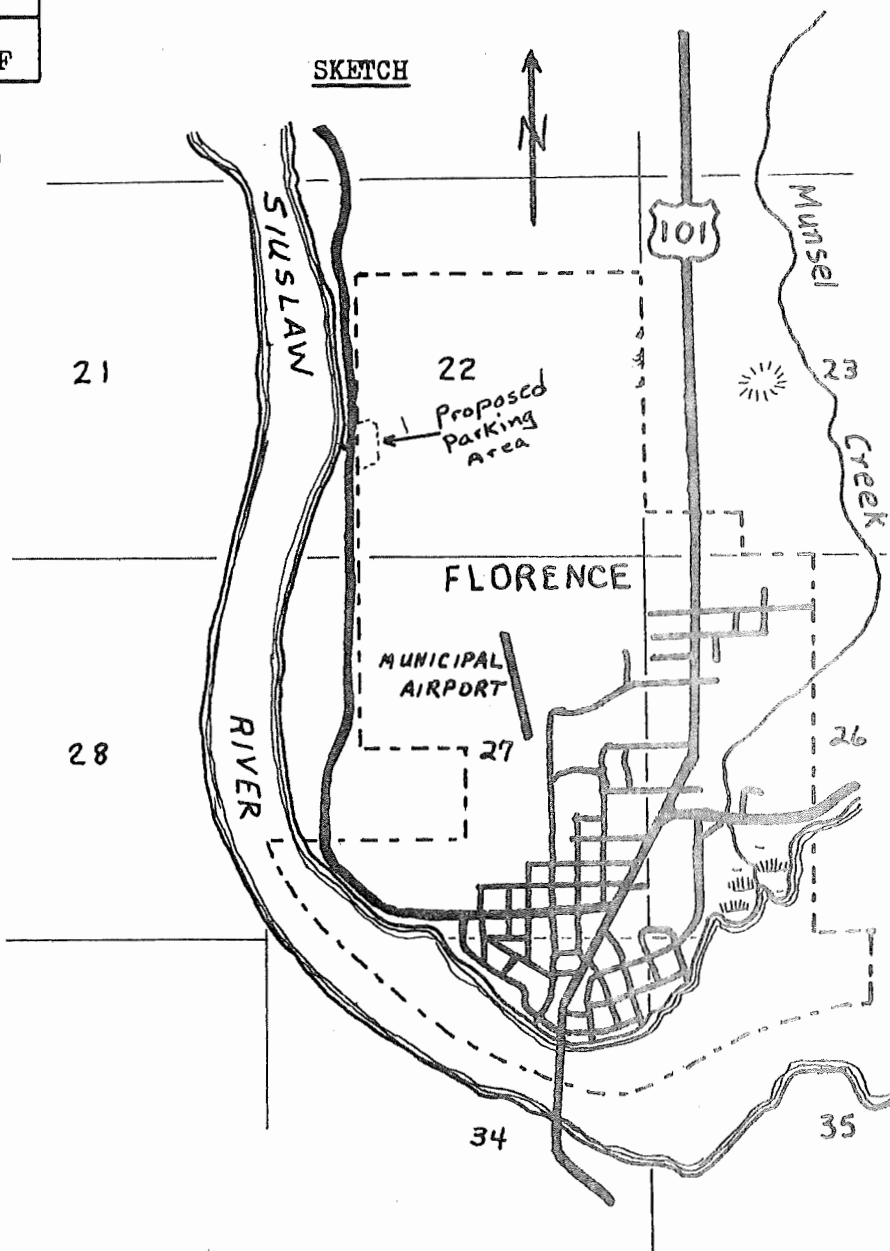 F
SKETCH
N
101
SIUSLAW
Munsel
21
22
23
Proposed
Parking
Area
Creek
FLORENCE
MUNICIPAL
AIRPORT
28
RIVER
27
26
34
35